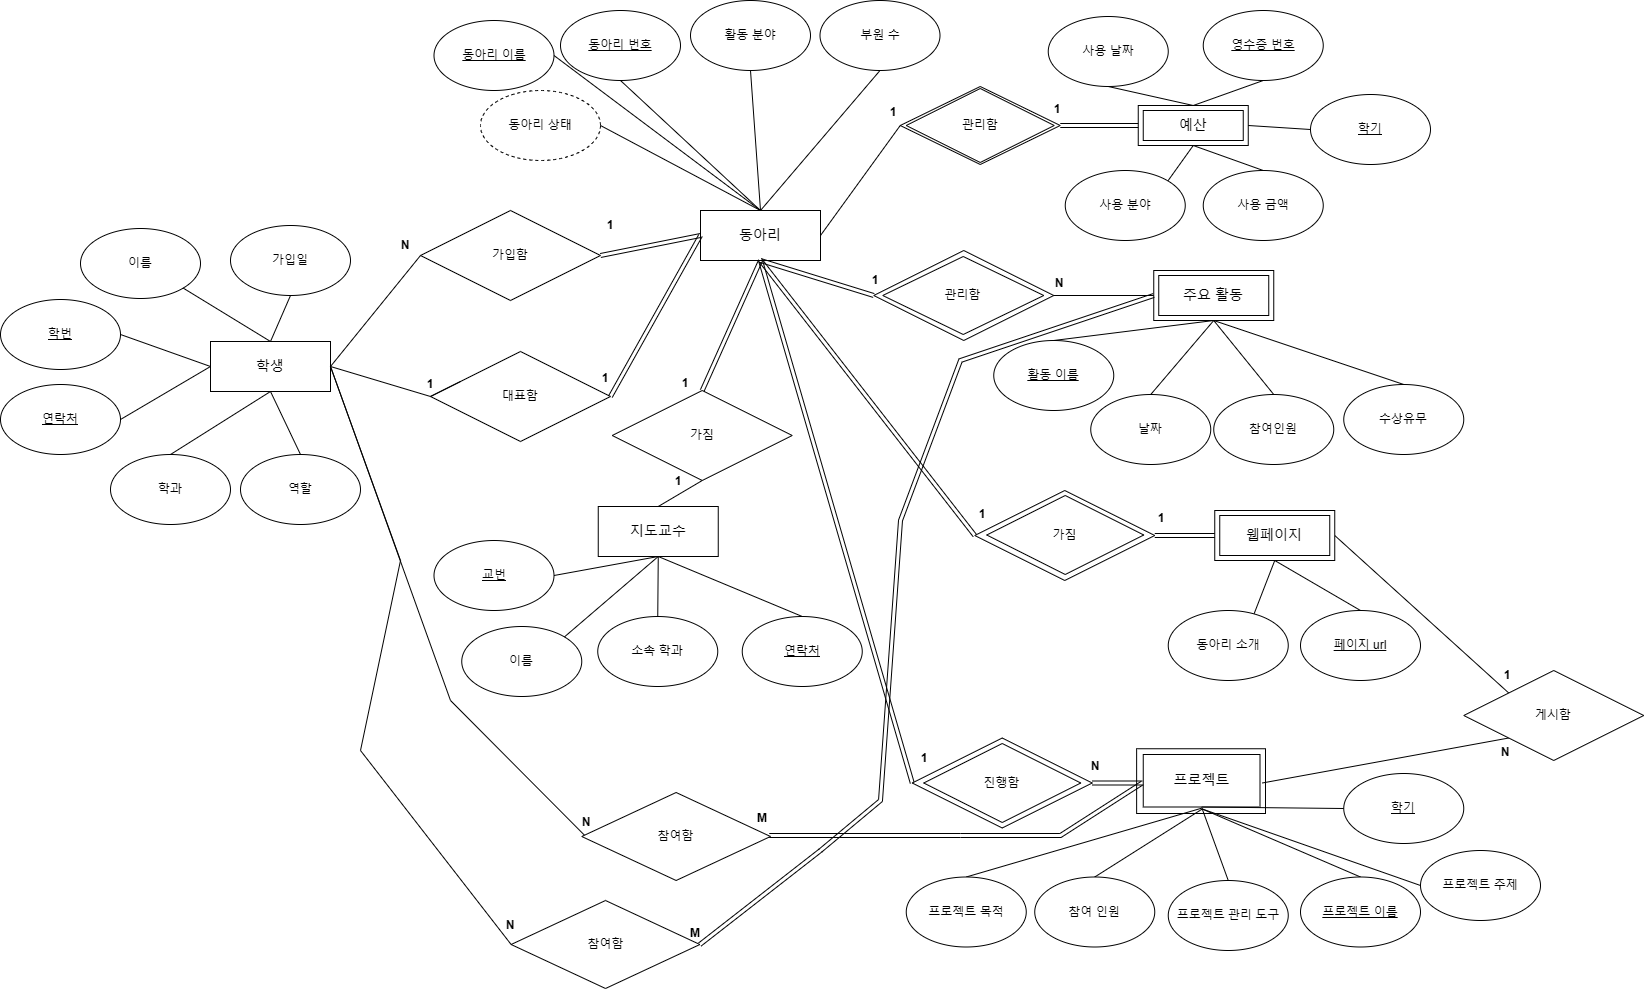 동아리 이름
동아리 번호
활동 분야
부원 수
동아리 상태
사용 날짜
영수증 번호
1
관리함
1
예산
학기
사용 분야
사용 금액
이름
가입일
N
가입함
1
동아리
학번
학생
연락처
학과
역할
1
대표함
1
1
관리함
N
주요 활동
활동 이름
날짜
참여인원
수상유무
1
가짐
1
지도교수
교번
이름
소속 학과
연락처
1
가짐
1
웹페이지
동아리 소개
페이지 url
1
게시함
N
1
진행함
N
프로젝트
학기
프로젝트 목적
참여 인원
프로젝트 관리 도구
프로젝트 이름
프로젝트 주제
N
참여함
M
N
참여함
M